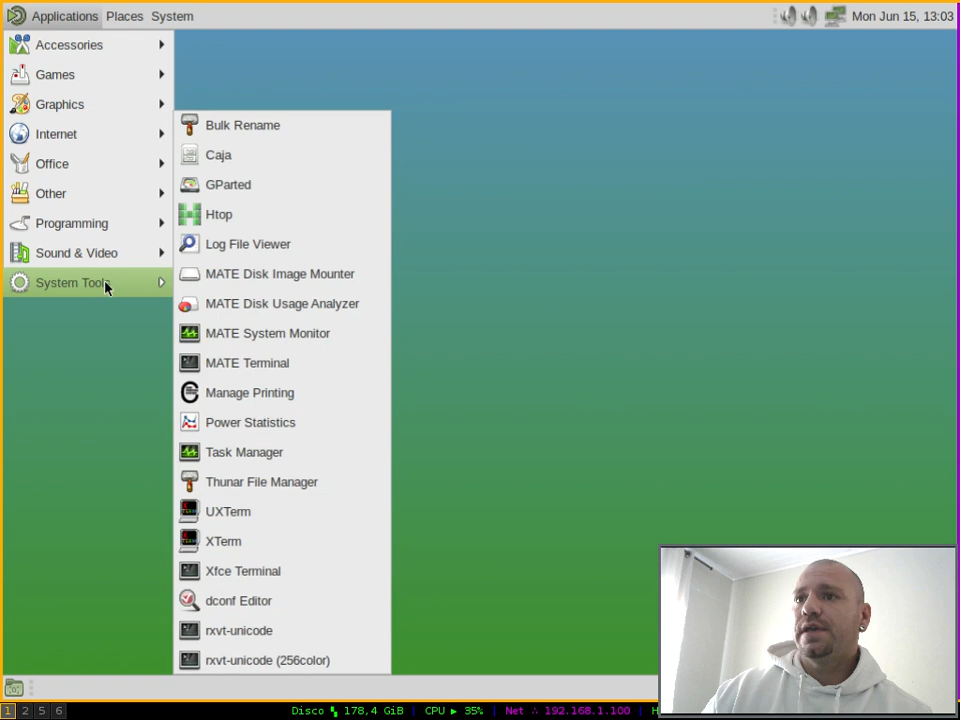 Applications Places System Mon Jun 15, 13:03
Accessories
Games
Graphics
Internet
Office
Other
Programming
Sound & Video
System Tools
Bulk Rename
Caja
GParted
Htop
Log File Viewer
MATE Disk Image Mounter
MATE Disk Usage Analyzer
MATE System Monitor
MATE Terminal
Manage Printing
Power Statistics
Task Manager
Thunar File Manager
UXTerm
XTerm
Xfce Terminal
dconf Editor
rxvt-unicode
rxvt-unicode (256color)
1 2 5 6 Disco 178,4 GiB CPU ▶ 35% Net 192.168.1.100 H